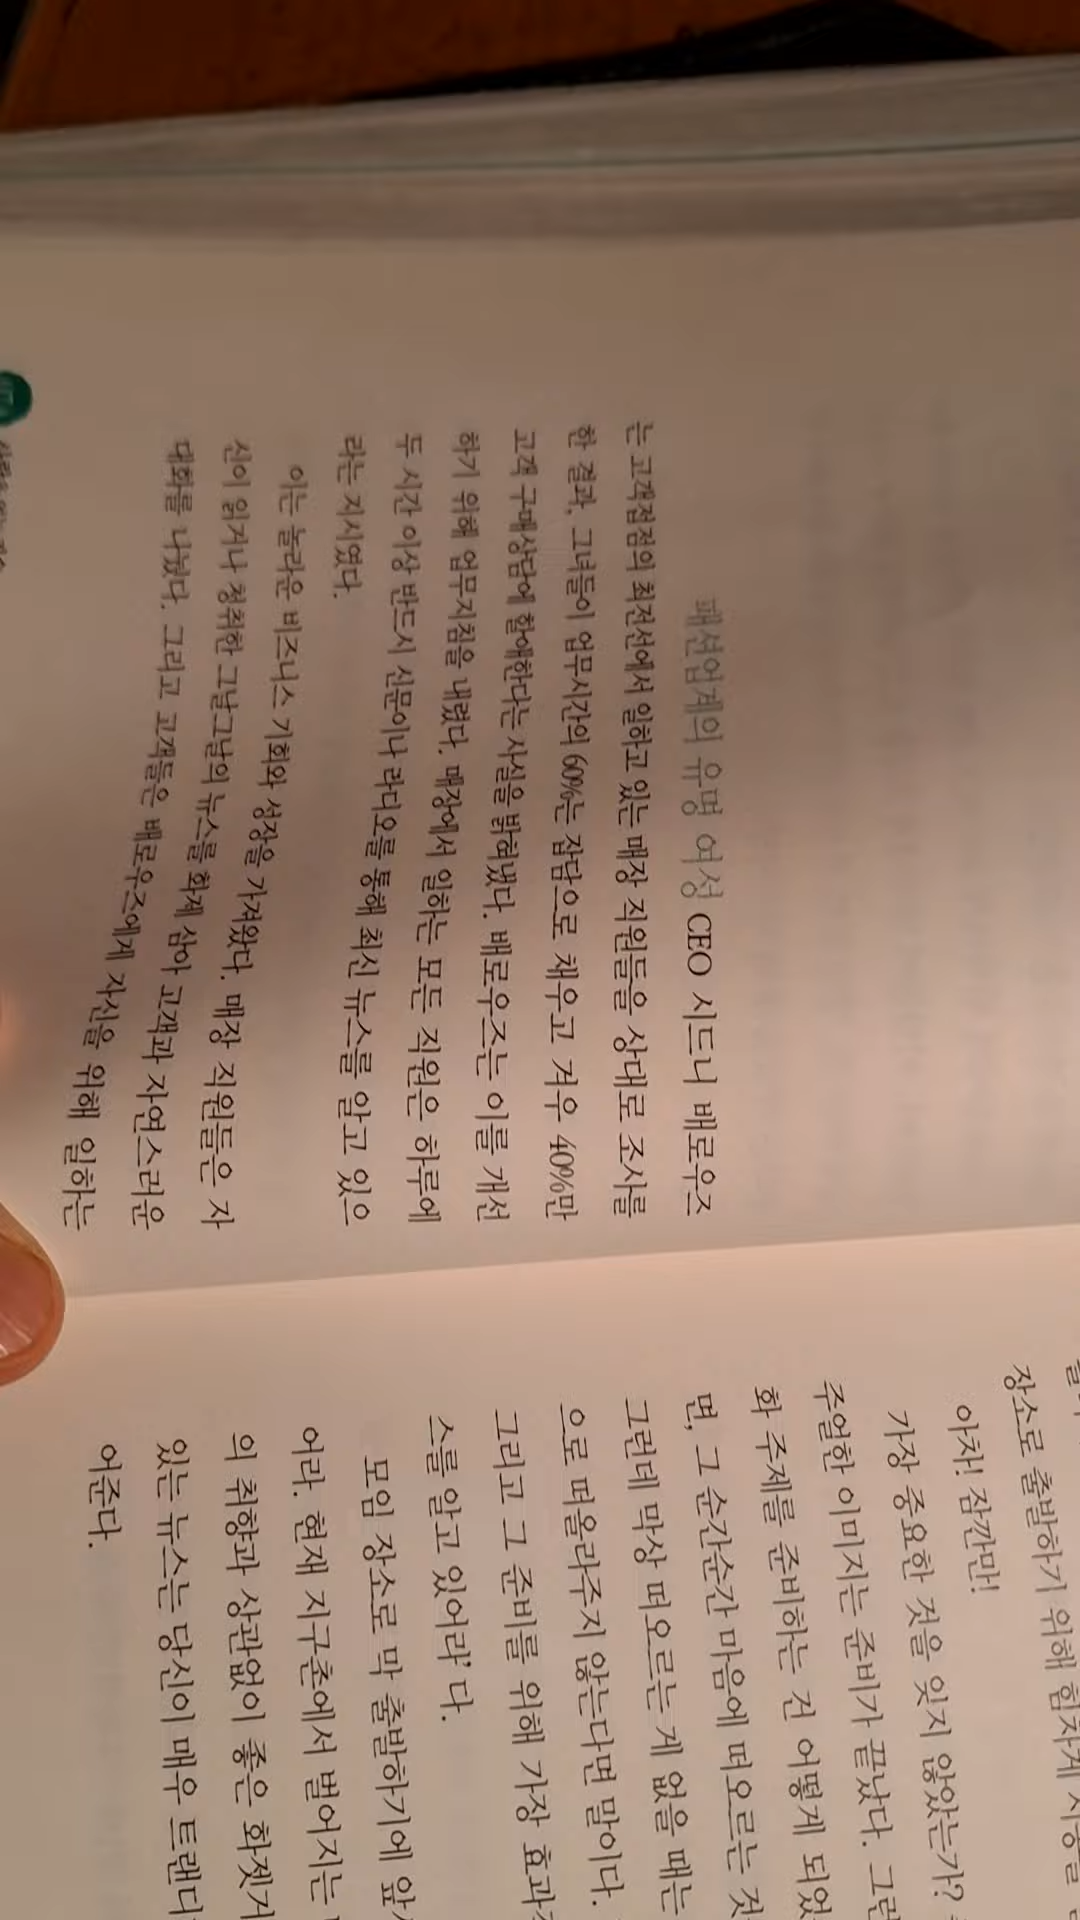 패션업계의 유명 여성 CEO 시드니 배로우즈
는 고객접점의 최전선에서 일하고 있는 매장 직원들을 상대로 조사를
한 결과, 그녀들이 업무시간의 60%는 잡담으로 채우고 겨우 40%만
고객 구매상담에 할애한다는 사실을 밝혀냈다. 배로우즈는 이를 개선
하기 위해 업무지침을 내렸다. 매장에서 일하는 모든 직원은 하루에
두 시간 이상 반드시 신문이나 라디오를 통해 최신 뉴스를 알고 있으
라는 지시였다.
이는 놀라운 비즈니스 기회와 성장을 가져왔다. 매장 직원들은 자
신이 읽거나 청취한 그날그날의 뉴스를 화제 삼아 고객과 자연스러운
대화를 나눴다. 그리고 고객들은 배로우즈에게 자신을 위해 일하는
장소로 출발하기 위해 힘차게
아차! 잠깐만!
가장 중요한 것을 잊지 않았는가?
주얼한 이미지는 준비가 끝났다.
화 주제를 준비하는 건 어떻게 되었
면, 그 순간순간 마음에 떠오르는 것
그런데 막상 떠오르는 게 없을 때는
으로 떠올라주지 않는다면 말이다.
그리고 그 준비를 위해 가장 효과
스를 알고 있어라’다.
모임 장소로 막 출발하기에 앞
어라. 현재 지구촌에서 벌어지는
의 취향과 상관없이 좋은 화젯거
있는 뉴스는 당신이 매우 트랜디
어준다.